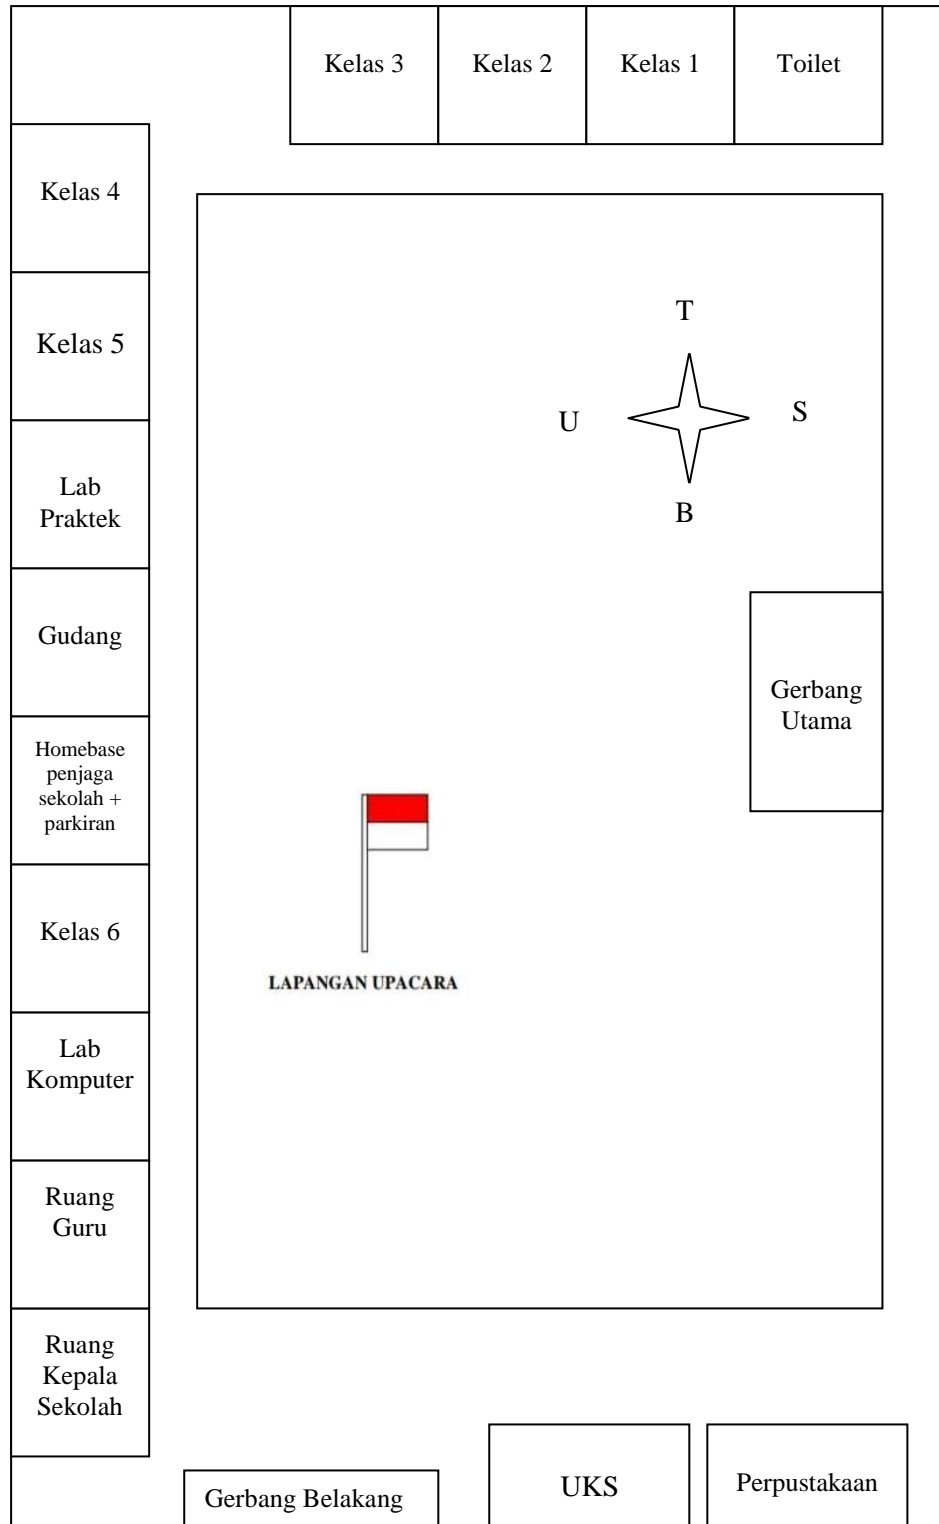 Kelas 3
Kelas 2
Kelas 1
Toilet
Kelas 4
Kelas 5
Lab
Praktek
Gudang
Homebase
penjaga
sekolah +
parkiran
Kelas 6
Lab
Komputer
Ruang
Guru
Ruang
Kepala
Sekolah
T
U
S
B
Gerbang
Utama
LAPANGAN UPACARA
Gerbang Belakang
UKS
Perpustakaan